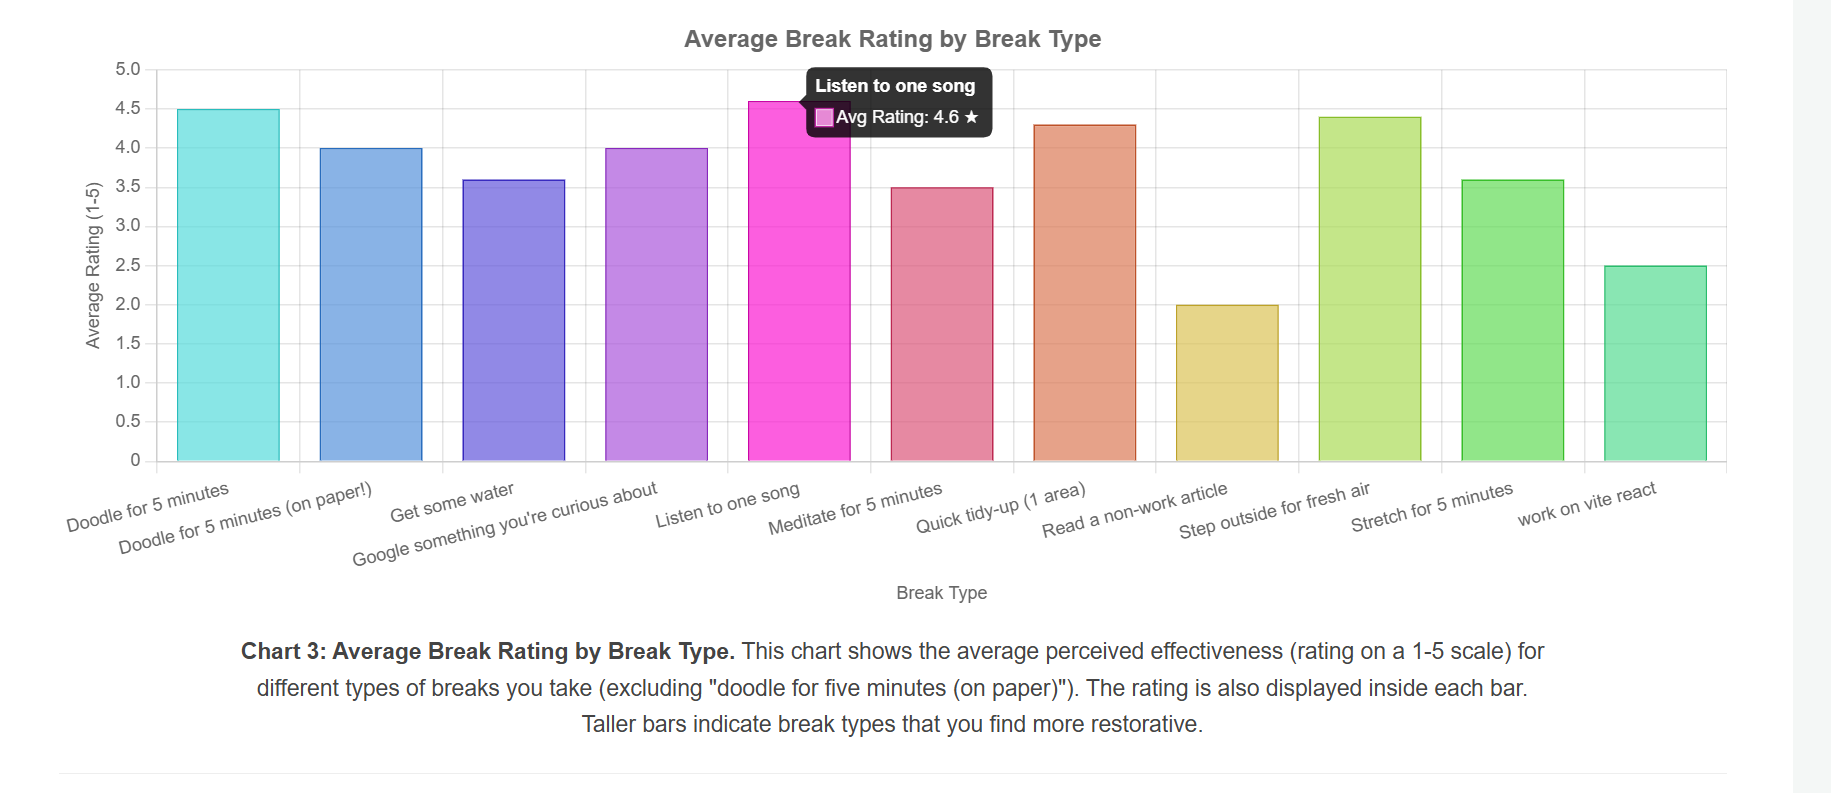 Average Break Rating by Break Type
5.0
4.5
4.0
3.5
3.0
2.5
2.0
1.5
1.0
0.5
0
Average Rating (1-5)
Listen to one song
Avg Rating: 4.6 ★
Doodle for 5 minutes
Doodle for 5 minutes (on paper!)
Get some water
Google something you're curious about
Listen to one song
Meditate for 5 minutes
Quick tidy-up (1 area)
Read a non-work article
Step outside for fresh air
Stretch for 5 minutes
work on vite react
Break Type
Chart 3: Average Break Rating by Break Type. This chart shows the average perceived effectiveness (rating on a 1-5 scale) for
different types of breaks you take (excluding "doodle for five minutes (on paper)"). The rating is also displayed inside each bar.
Taller bars indicate break types that you find more restorative.